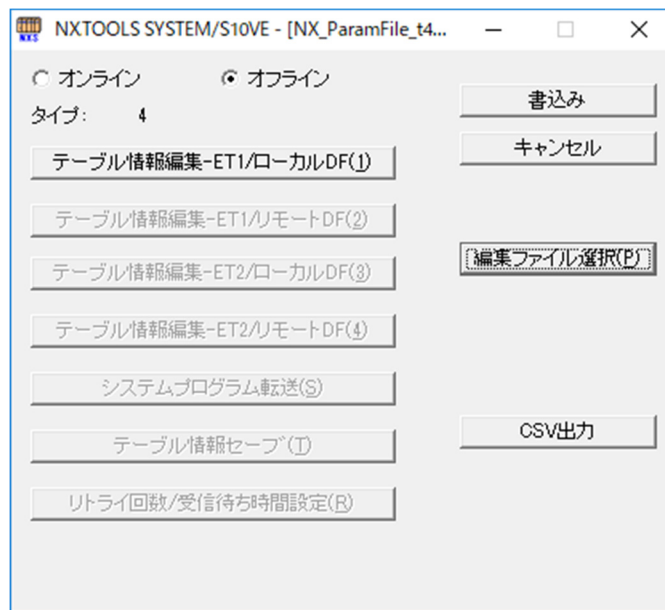 NXTOOLS SYSTEM/S10VE - [NX_ParamFile_t4...
オンライン オフライン
タイプ: 4
書込み
キャンセル
テーブル情報編集-ET1/ローカルDF(1)
テーブル情報編集-ET1/リモートDF(2)
編集ファイル選択(P)
テーブル情報編集-ET2/ローカルDF(3)
テーブル情報編集-ET2/リモートDF(4)
システムプログラム転送(S)
テーブル情報セーブ(T)
CSV出力
リトライ回数/受信待ち時間設定(R)